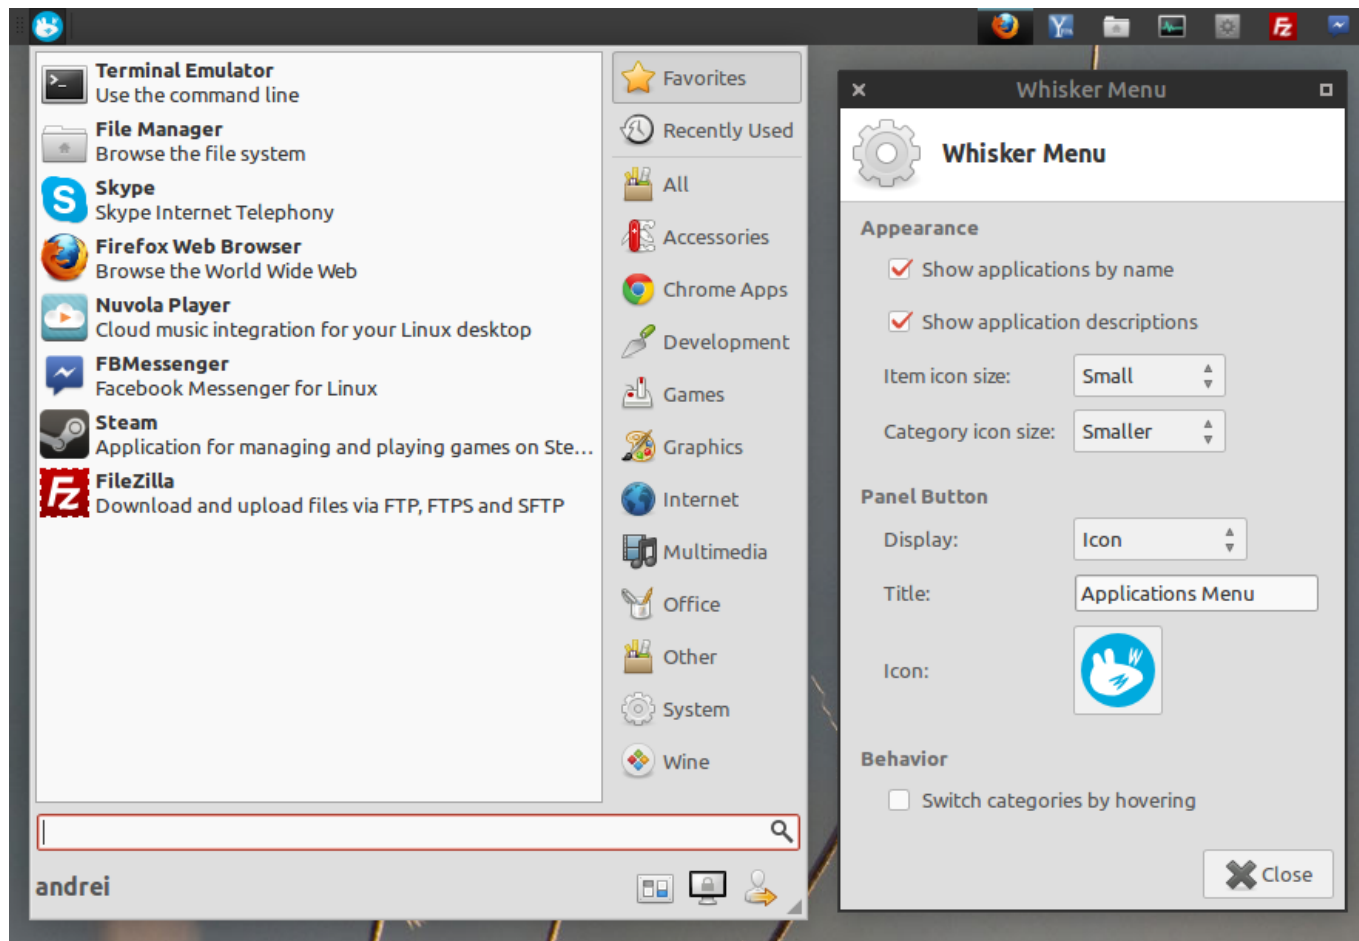 Terminal Emulator
Use the command line
File Manager
Browse the file system
Skype
Skype Internet Telephony
Firefox Web Browser
Browse the World Wide Web
Nuvola Player
Cloud music integration for your Linux desktop
FBMessenger
Facebook Messenger for Linux
Steam
Application for managing and playing games on Ste...
FileZilla
Download and upload files via FTP, FTPS and SFTP
Favorites
Recently Used
All
Accessories
Chrome Apps
Development
Games
Graphics
Internet
Multimedia
Office
Other
System
Wine
andrei
Whisker Menu
Whisker Menu
Appearance
Show applications by name
Show application descriptions
Item icon size: Small
Category icon size: Smaller
Panel Button
Display: Icon
Title: Applications Menu
Icon:
Behavior
Switch categories by hovering
Close